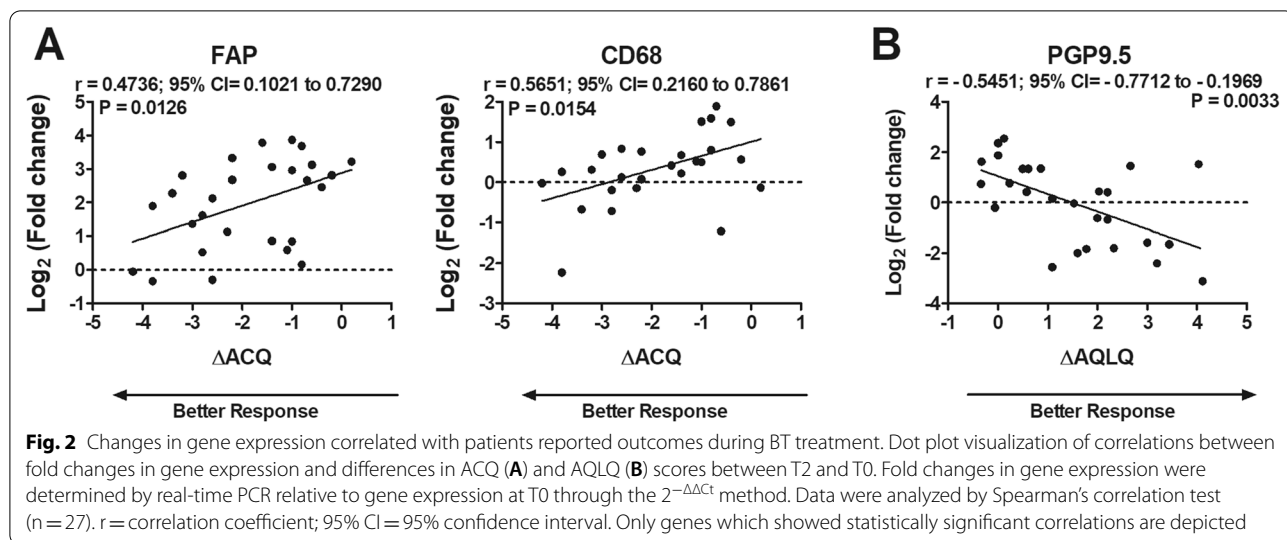 A
FAP
r = 0.4736; 95% CI= 0.1021 to 0.7290
P = 0.0126
Log2 (Fold change)
5
4
3
2
1
0
-1
-5 -4 -3 -2 -1 0 1
ΔACQ
Better Response
CD68
r = 0.5651; 95% CI= 0.2160 to 0.7861
P = 0.0154
Log2 (Fold change)
2
1
0
-1
-2
-3
-5 -4 -3 -2 -1 0 1
ΔACQ
Better Response
B
PGP9.5
r = - 0.5451; 95% CI= - 0.7712 to - 0.1969
P = 0.0033
Log2 (Fold change)
4
2
0
-2
-4
-1 0 1 2 3 4 5
ΔAQLQ
Better Response
Fig. 2 Changes in gene expression correlated with patients reported outcomes during BT treatment. Dot plot visualization of correlations between
fold changes in gene expression and differences in ACQ (A) and AQLQ (B) scores between T2 and T0. Fold changes in gene expression were
determined by real-time PCR relative to gene expression at T0 through the 2−ΔΔCt method. Data were analyzed by Spearman's correlation test
(n = 27). r = correlation coefficient; 95% CI = 95% confidence interval. Only genes which showed statistically significant correlations are depicted